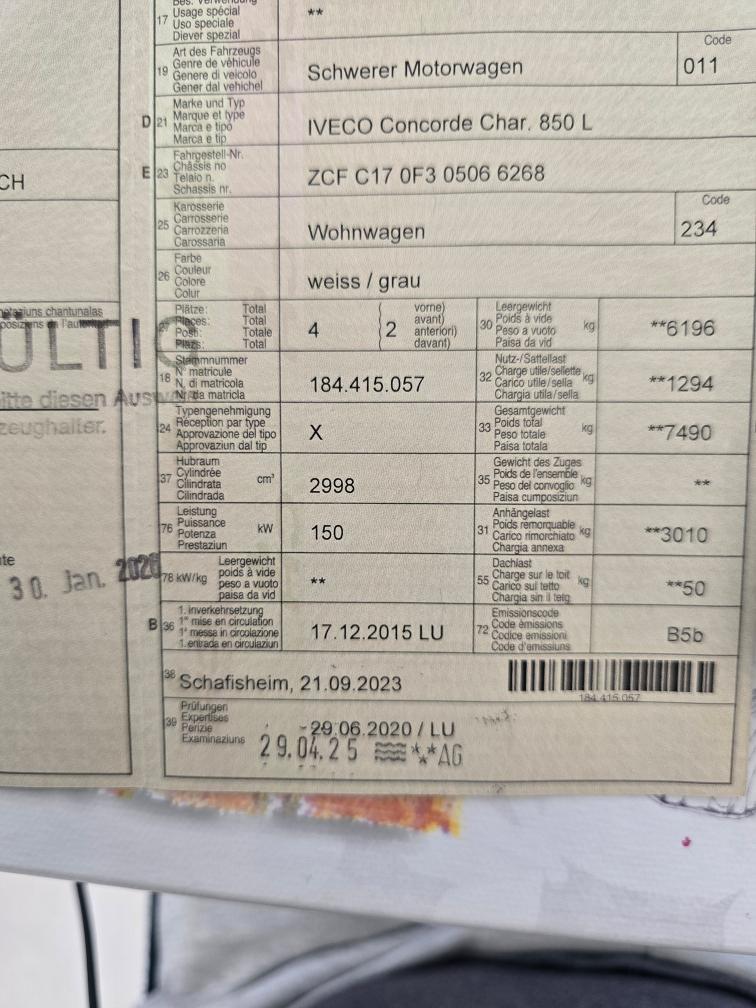 17 Usage spécial **
Uso speciale
Diever spezial
Art des Fahrzeugs Code
19 Genre de véhicule Schwerer Motorwagen 011
Genere di veicolo
Gener dal vehichel
Marke und Typ
D 21 Marque et type IVECO Concorde Char. 850 L
Marca e tipo
Marca e tip
Fahrgestell-Nr.
E 23 Châssis no ZCF C17 0F3 0506 6268
Telaio n.
Schassis nr.
CH
Karosserie Code
25 Carrosserie Wohnwagen 234
Carrozzeria
Carossaria
Farbe
26 Couleur weiss / grau
Colore
Colur
Plätze: Total vorne) Leergewicht
Places: Total 4 2 avant) 30 Poids à vide kg **6196
Posti: Totale anteriori) Peso a vuoto
Plazs: Total davant) Paisa da vid
Stammnummer Nutz-/Sattellast
18 N° matricule 184.415.057 32 Charge utile/sellette kg **1294
N. di matricola Carico utile/sella
Nr. da matricla Chargia utila/sella
itte diesen Ausw
zeughalter.
Typengenehmigung Gesamtgewicht
24 Réception par type X 33 Poids total kg **7490
Approvazione del tipo Peso totale
Approvaziun dal tip Paisa totala
Hubraum Gewicht des Zuges
37 Cylindrée cm³ 2998 35 Poids de l'ensemble kg **
Cilindrata Peso del convoglio
Cilindrada Paisa cumposiziun
Leistung Anhängelast
76 Puissance kW 150 31 Poids remorquable kg **3010
Potenza Carico rimorchiato
Prestaziun Chargia annexa
30. Jan. 2026
Leergewicht Dachlast
78 kW/kg poids à vide ** 55 Charge sur le toit kg **50
peso a vuoto Carico sul tetto
paisa da vid Chargia sin il tetg
1. Inverkehrsetzung Emissionscode
B 36 1re mise en circulation 17.12.2015 LU 72 Code émissions B5b
1a messa in circolazione Codice emissioni
1. entrada en circulaziun Code d'emissiuns
38 Schafisheim, 21.09.2023
184.415.057
Prüfungen
39 Expertises 29.06.2020 / LU
Perizie
Examinaziuns 29.04.25 AG